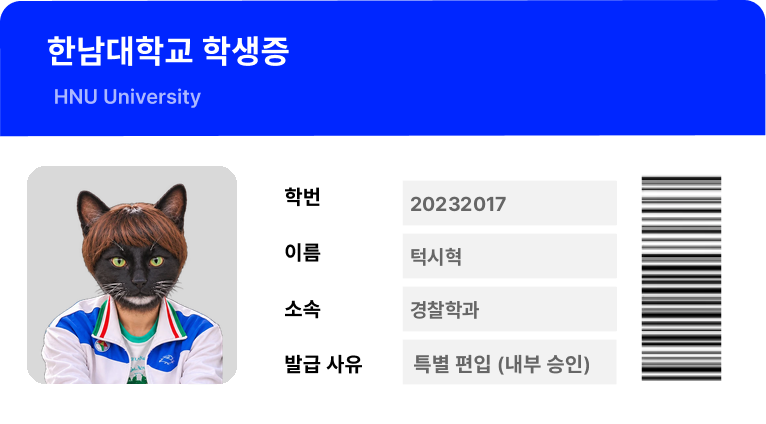 한남대학교 학생증
HNU University
학번 20232017
이름 턱시혁
소속 경찰학과
발급 사유 특별 편입 (내부 승인)